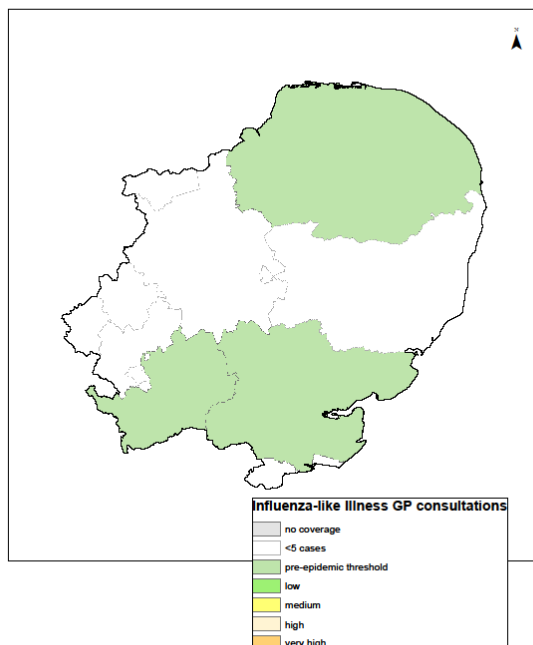 N
Influenza-like Illness GP consultations
no coverage
<5 cases
pre-epidemic threshold
low
medium
high
very high